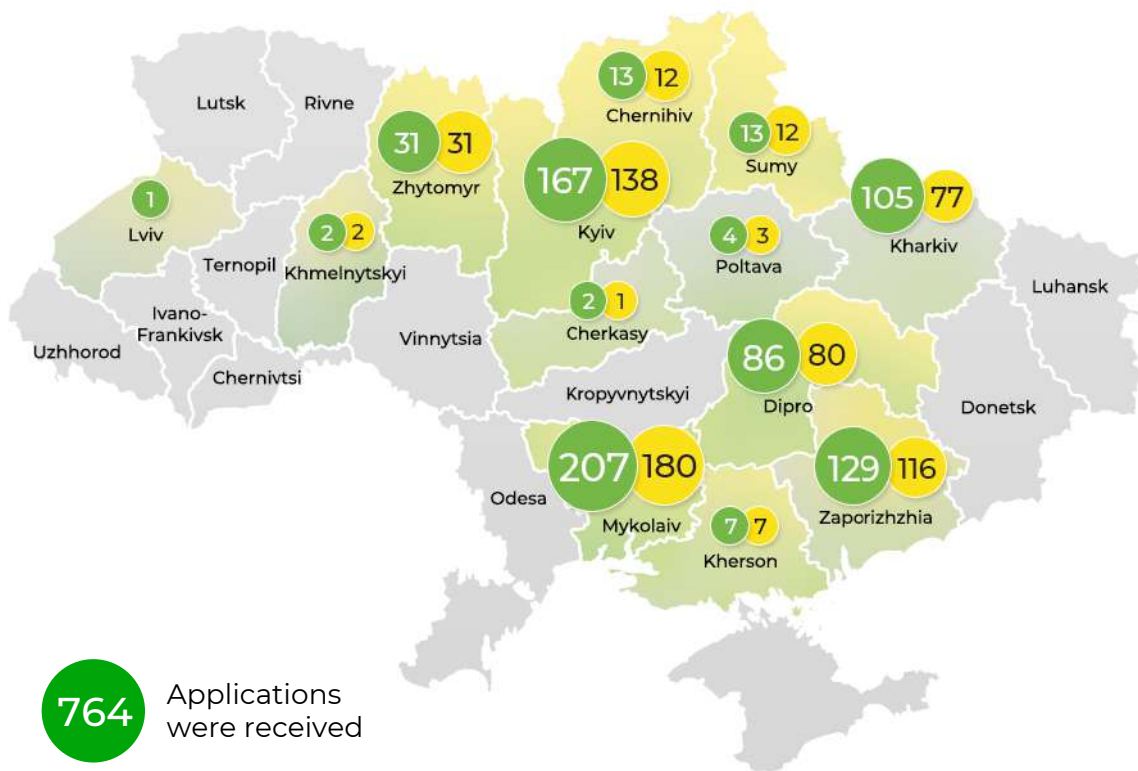 13 12
Chernihiv
Lutsk
Rivne
31 31
Zhytomyr
13 12
Sumy
167 138
Kyiv
105 77
Kharkiv
1
Lviv
2 2
Khmelnytskyi
4 3
Poltava
Ternopil
Luhansk
2 1
Cherkasy
Ivano-
Frankivsk
Vinnytsia
Uzhhorod
Chernivtsi
86 80
Dipro
Kropyvnytskyi
Donetsk
207 180
Mykolaiv
129 116
Zaporizhzhia
Odesa
7 7
Kherson
764
Applications
were received